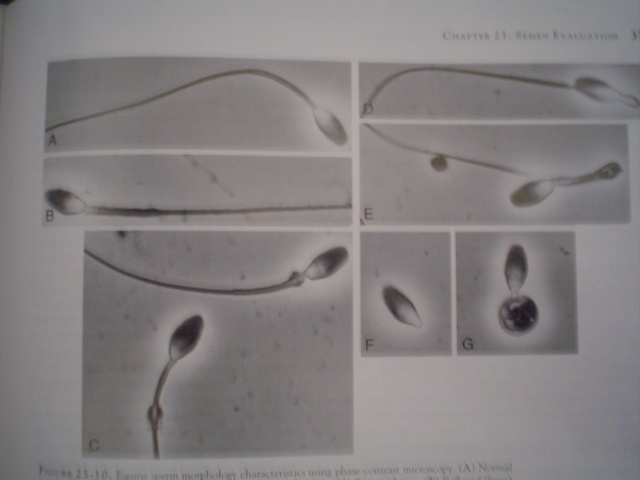 CHAPTER 25: SEMEN EVALUATION
A
D
B
E
C
F
G
FIGURE 25-10. Equine sperm morphology characteristics using phase-contrast microscopy. (A) Normal